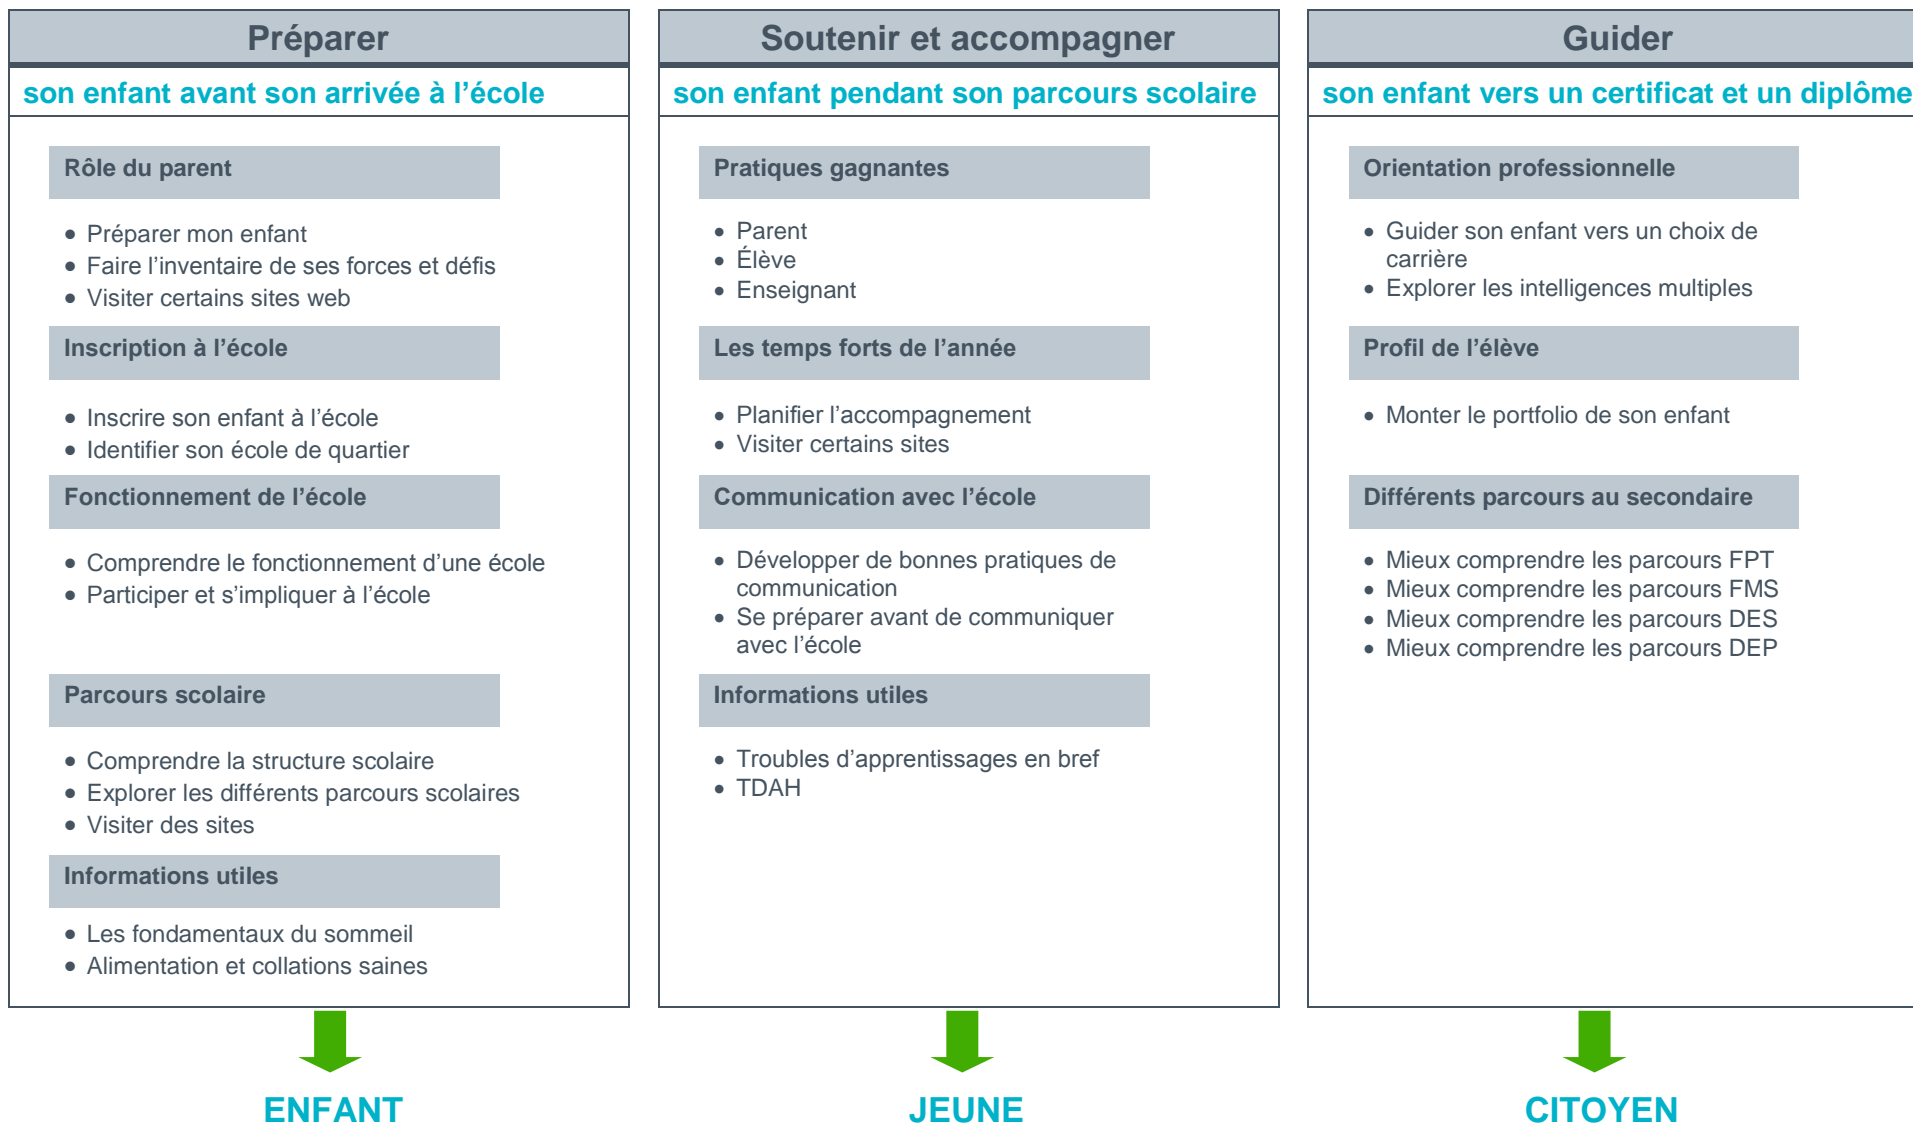 Préparer
son enfant avant son arrivée à l’école
Rôle du parent
• Préparer mon enfant
• Faire l’inventaire de ses forces et défis
• Visiter certains sites web
Inscription à l’école
• Inscrire son enfant à l’école
• Identifier son école de quartier
Fonctionnement de l’école
• Comprendre le fonctionnement d’une école
• Participer et s’impliquer à l’école
Parcours scolaire
• Comprendre la structure scolaire
• Explorer les différents parcours scolaires
• Visiter des sites
Informations utiles
• Les fondamentaux du sommeil
• Alimentation et collations saines
ENFANT
Soutenir et accompagner
son enfant pendant son parcours scolaire
Pratiques gagnantes
• Parent
• Élève
• Enseignant
Les temps forts de l’année
• Planifier l’accompagnement
• Visiter certains sites
Communication avec l’école
• Développer de bonnes pratiques de
communication
• Se préparer avant de communiquer
avec l’école
Informations utiles
• Troubles d’apprentissages en bref
• TDAH
JEUNE
Guider
son enfant vers un certificat et un diplôme
Orientation professionnelle
• Guider son enfant vers un choix de
carrière
• Explorer les intelligences multiples
Profil de l’élève
• Monter le portfolio de son enfant
Différents parcours au secondaire
• Mieux comprendre les parcours FPT
• Mieux comprendre les parcours FMS
• Mieux comprendre les parcours DES
• Mieux comprendre les parcours DEP
CITOYEN